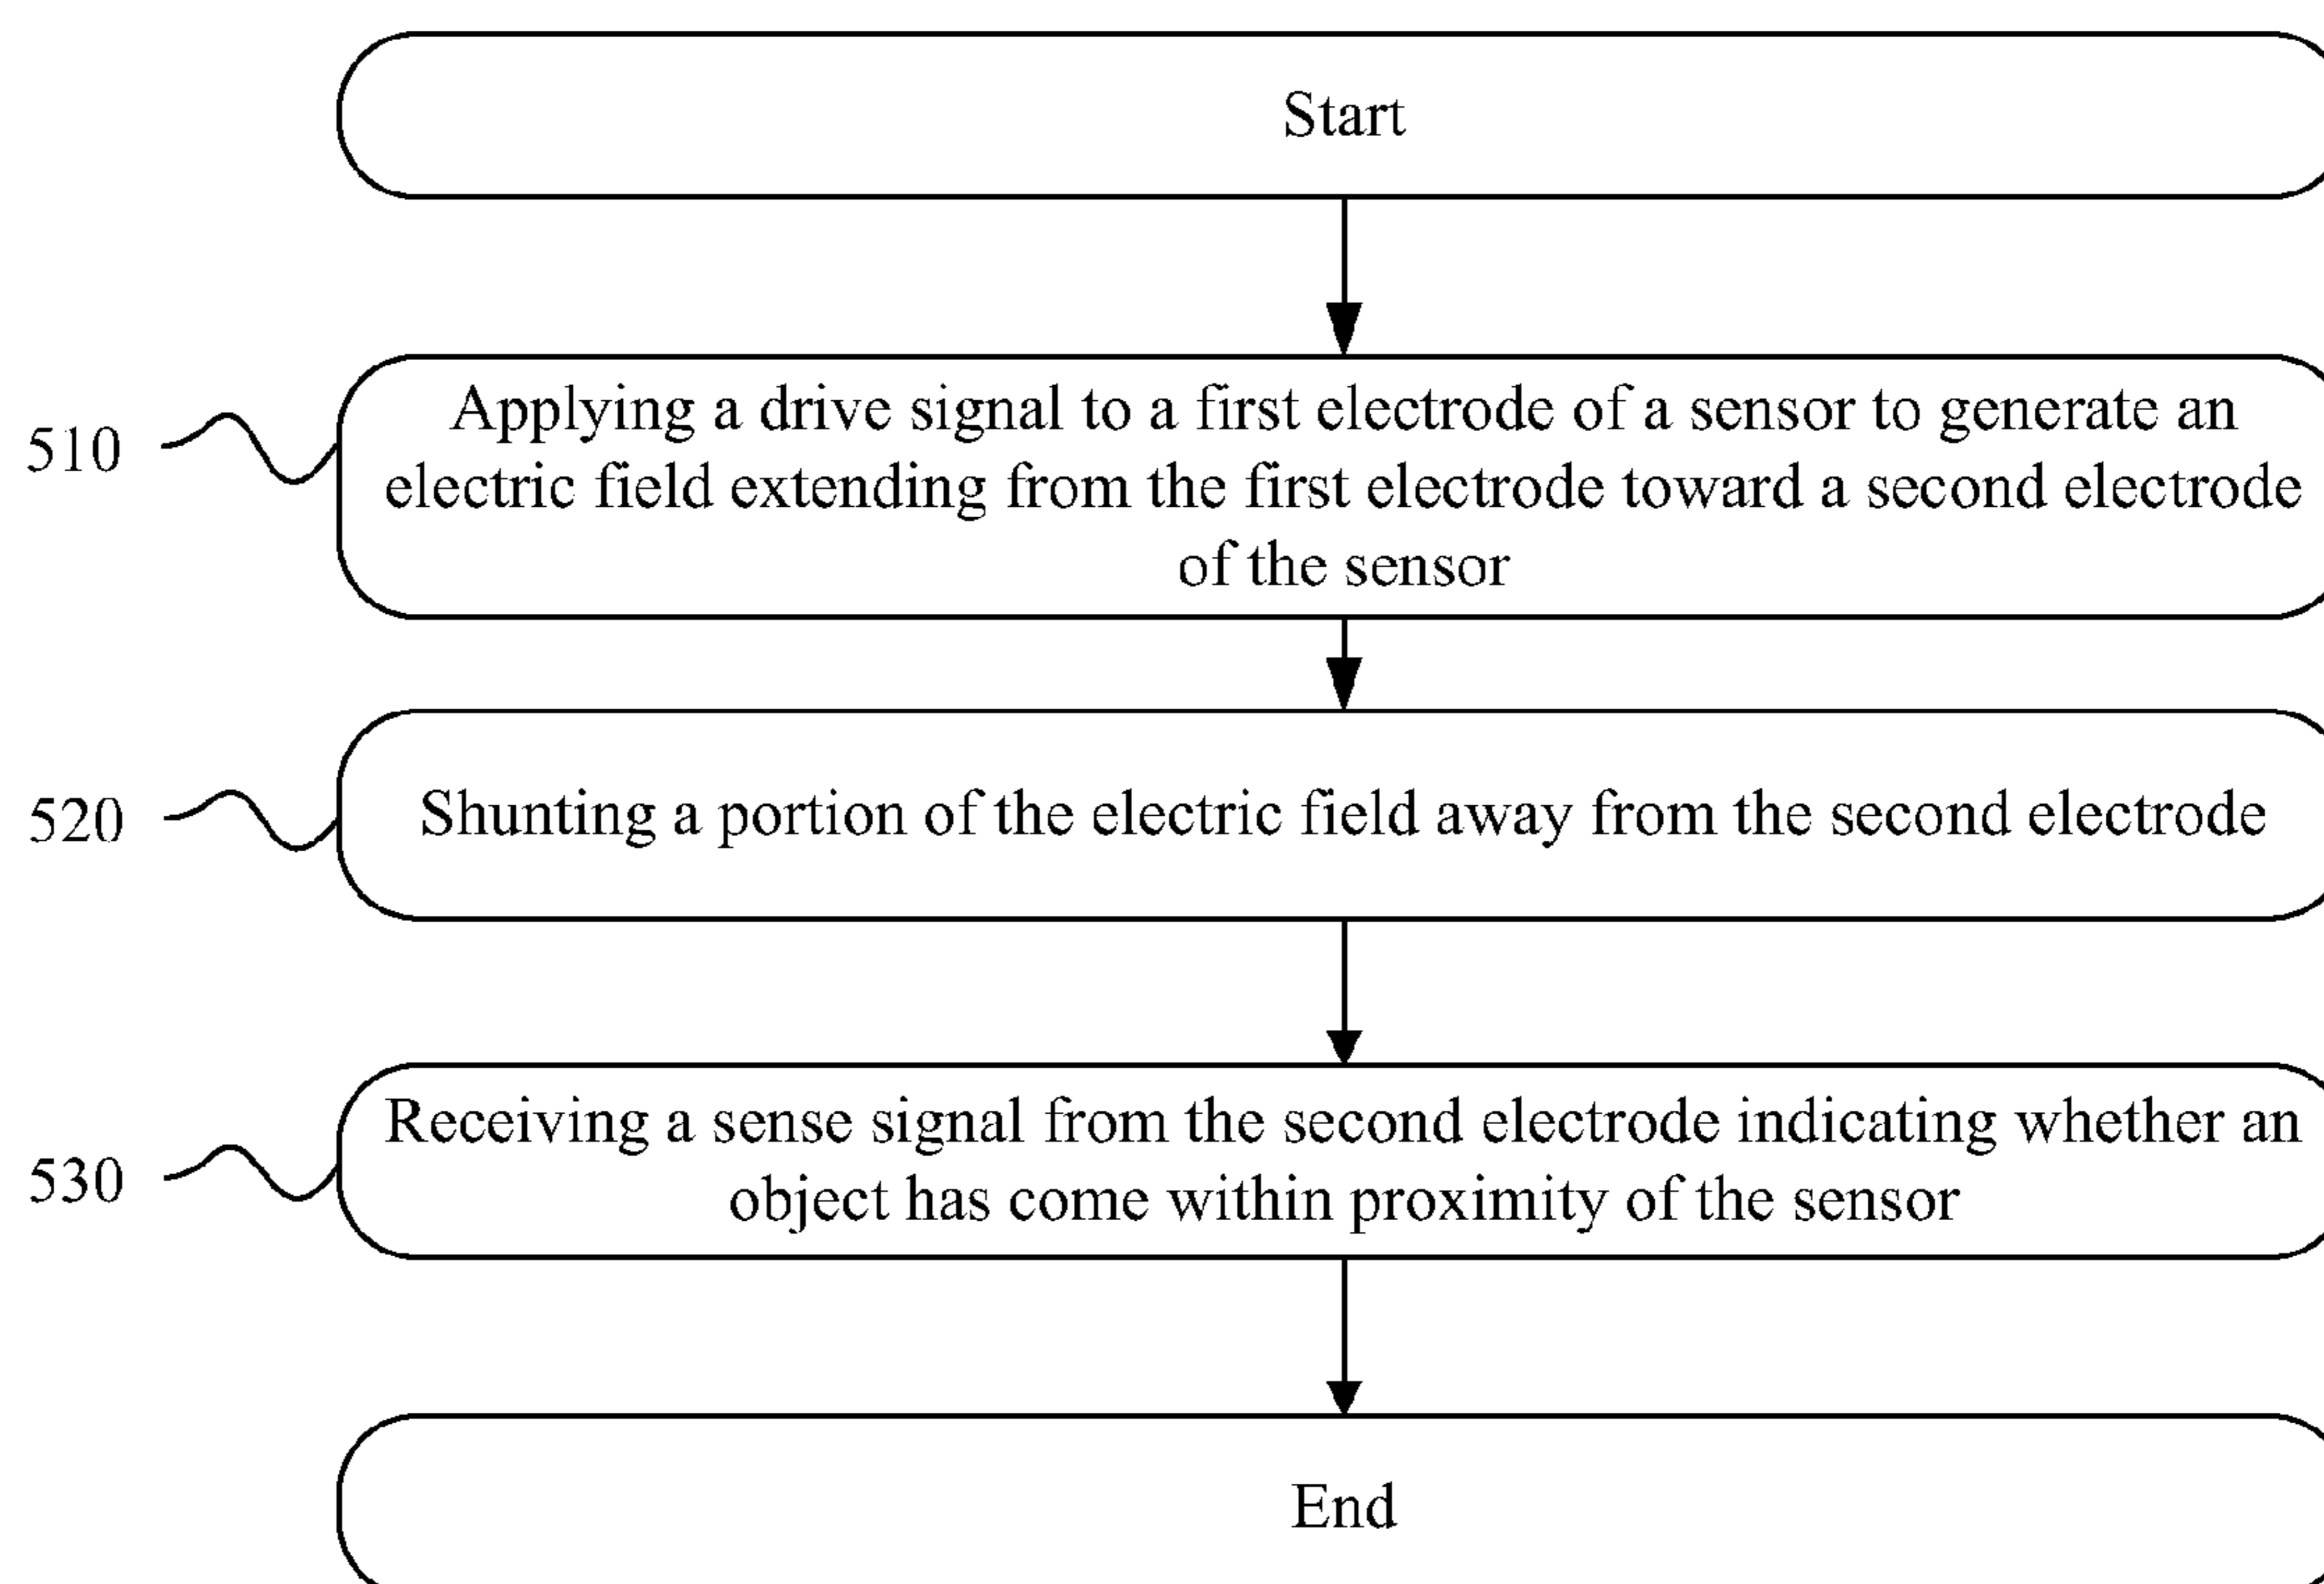 Start
510
Applying a drive signal to a first electrode of a sensor to generate an
electric field extending from the first electrode toward a second electrode
of the sensor
520
Shunting a portion of the electric field away from the second electrode
530
Receiving a sense signal from the second electrode indicating whether an
object has come within proximity of the sensor
End